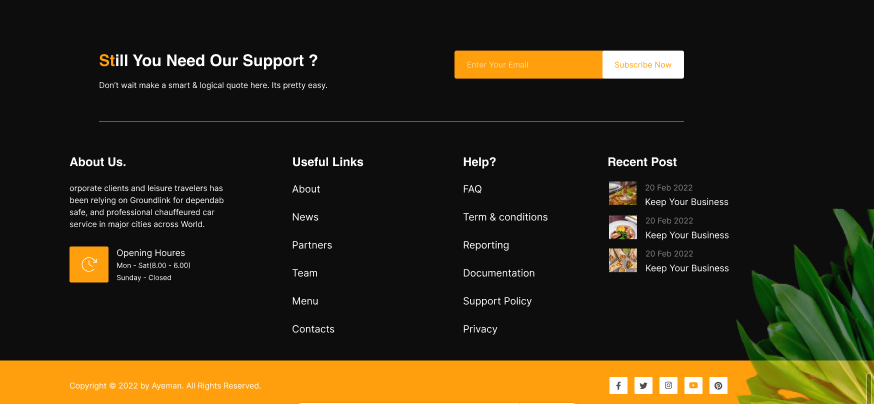 Still You Need Our Support ?
Don't wait make a smart & logical quote here. Its pretty easy.
Enter Your Email
Subscribe Now
About Us.
orporate clients and leisure travelers has
been relying on Groundlink for dependab
safe, and professional chauffeured car
service in major cities across World.
Opening Houres
Mon - Sat(8.00 - 6.00)
Sunday - Closed
Useful Links
About
News
Partners
Team
Menu
Contacts
Help?
FAQ
Term & conditions
Reporting
Documentation
Support Policy
Privacy
Recent Post
20 Feb 2022
Keep Your Business
20 Feb 2022
Keep Your Business
20 Feb 2022
Keep Your Business
Copyright © 2022 by Ayeman. All Rights Reserved.